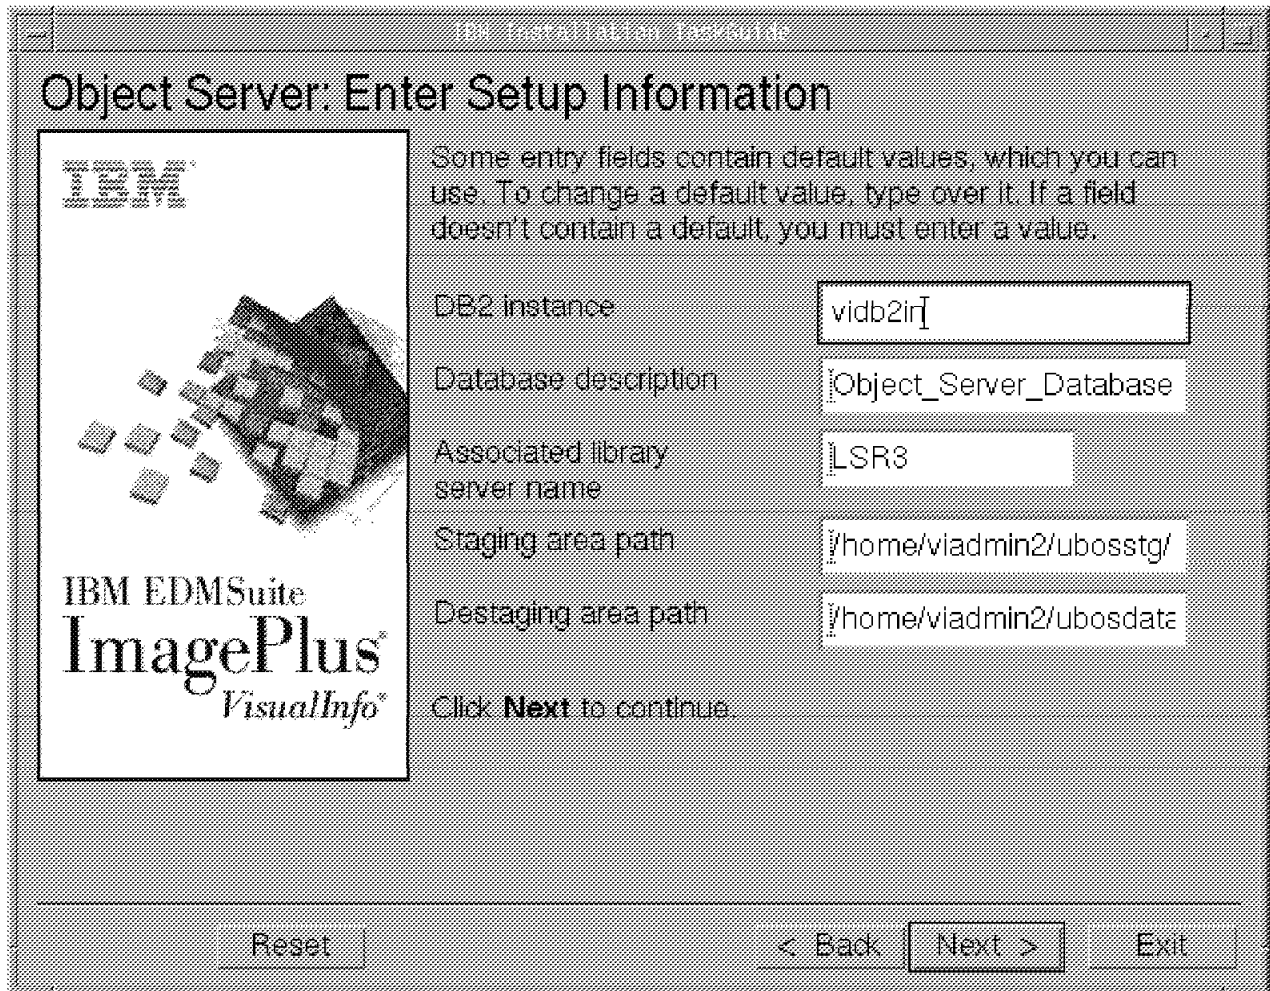 IBM Installation TaskGuide
Object Server: Enter Setup Information
IBM
Some entry fields contain default values, which you can
use. To change a default value, type over it. If a field
doesn't contain a default, you must enter a value.
DB2 instance
vidb2in
Database description
Object_Server_Database
Associated library
server name
LSR3
Staging area path
/home/viadmin2/ubosstg/
Destaging area path
/home/viadmin2/ubosdata
IBM EDMSuite
ImagePlus®
VisualInfo®
Click Next to continue.
Reset
< Back
Next >
Exit